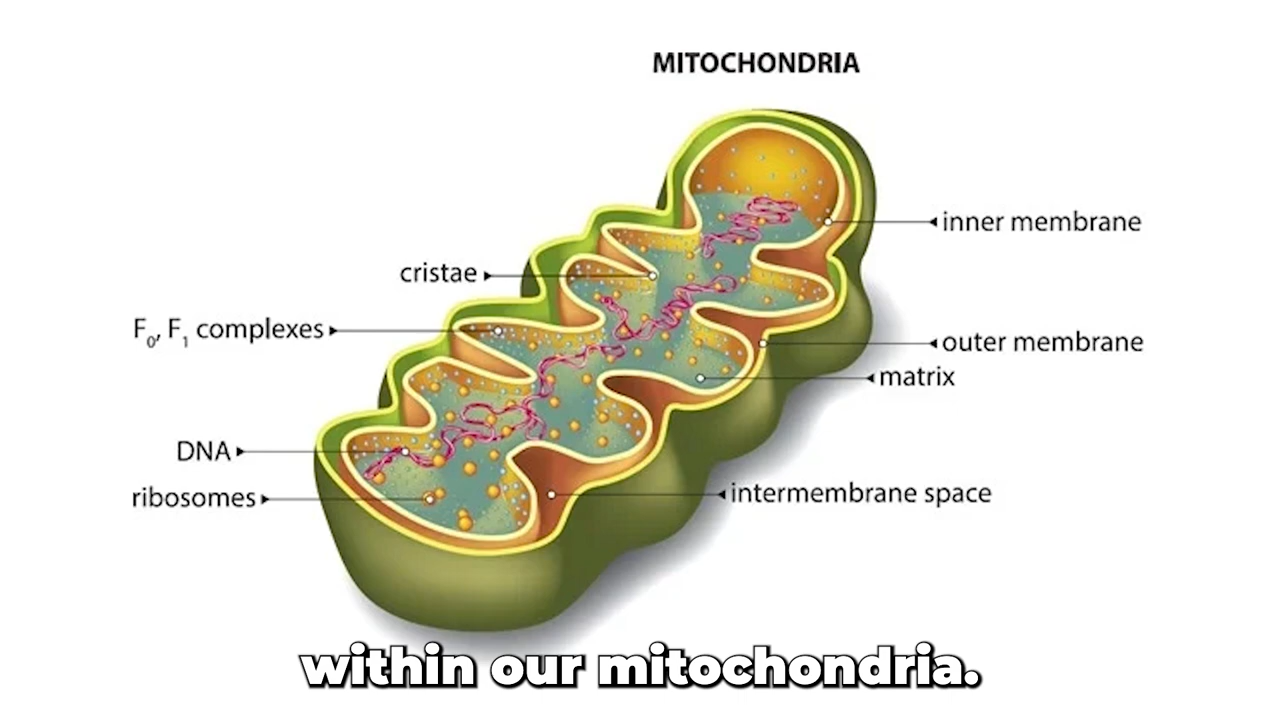 MITOCHONDRIA
inner membrane
cristae
F₀, F₁ complexes
outer membrane
matrix
DNA
ribosomes
intermembrane space
within our mitochondria.